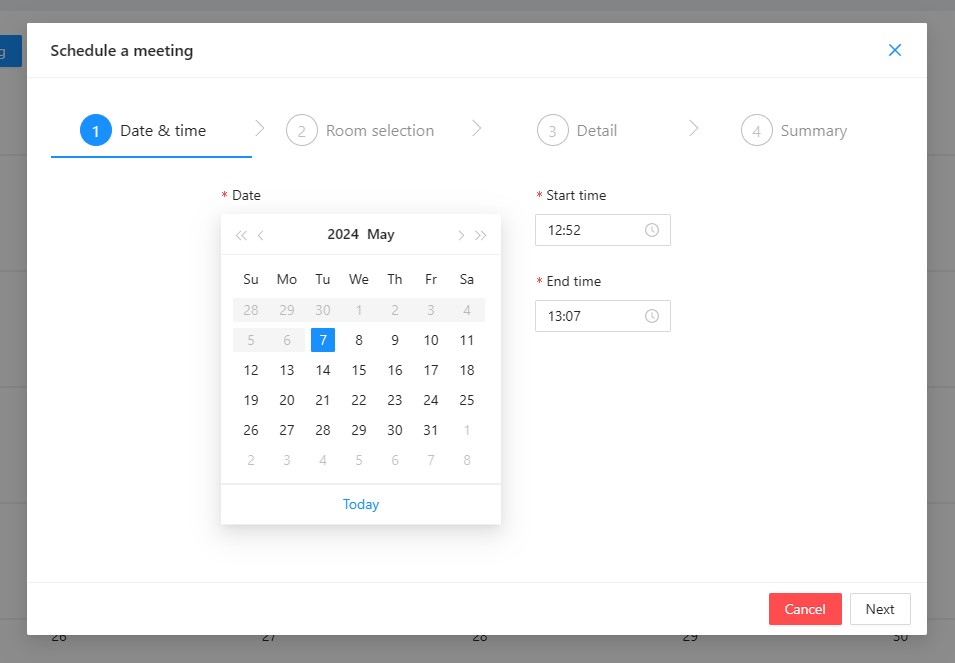 Schedule a meeting
g
1 Date & time
2 Room selection
3 Detail
4 Summary
* Date
* Start time
2024 May
12:52
Su Mo Tu We Th Fr Sa
* End time
28 29 30 1 2 3 4
13:07
5 6 7 8 9 10 11
12 13 14 15 16 17 18
19 20 21 22 23 24 25
26 27 28 29 30 31 1
2 3 4 5 6 7 8
Today
Cancel Next
26 27 28 29 30